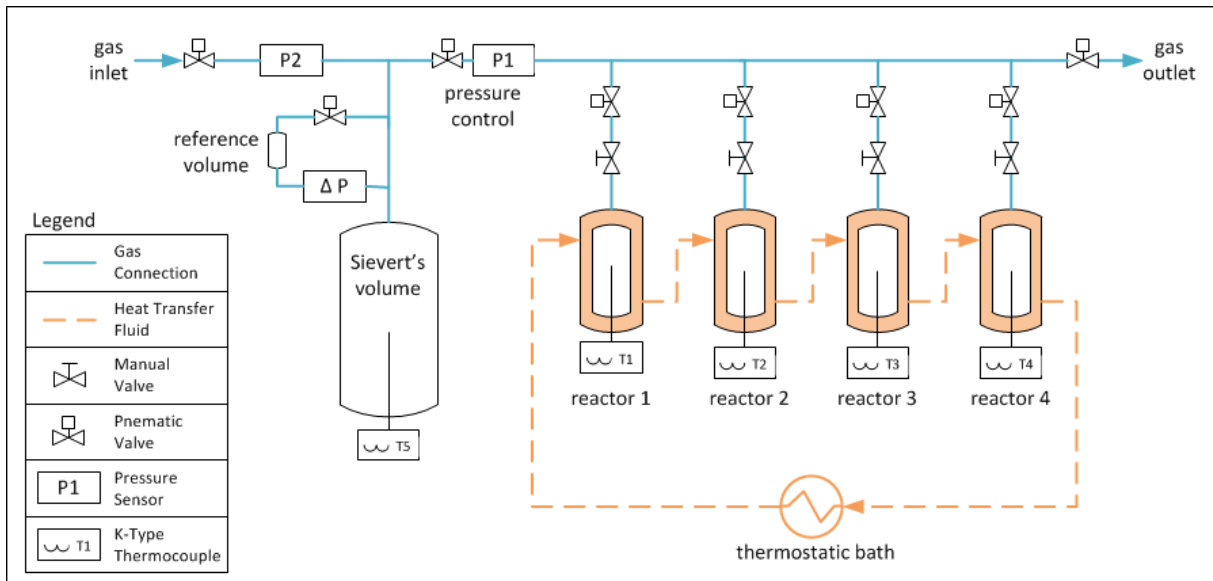 gas
inlet
P2
P1
pressure
control
gas
outlet
reference
volume
Δ P
Sievert's
volume
T5
T1
T2
T3
T4
reactor 1
reactor 2
reactor 3
reactor 4
thermostatic bath
Legend
Gas
Connection
Heat Transfer
Fluid
Manual
Valve
Pnematic
Valve
P1
Pressure
Sensor
T1
K-Type
Thermocouple